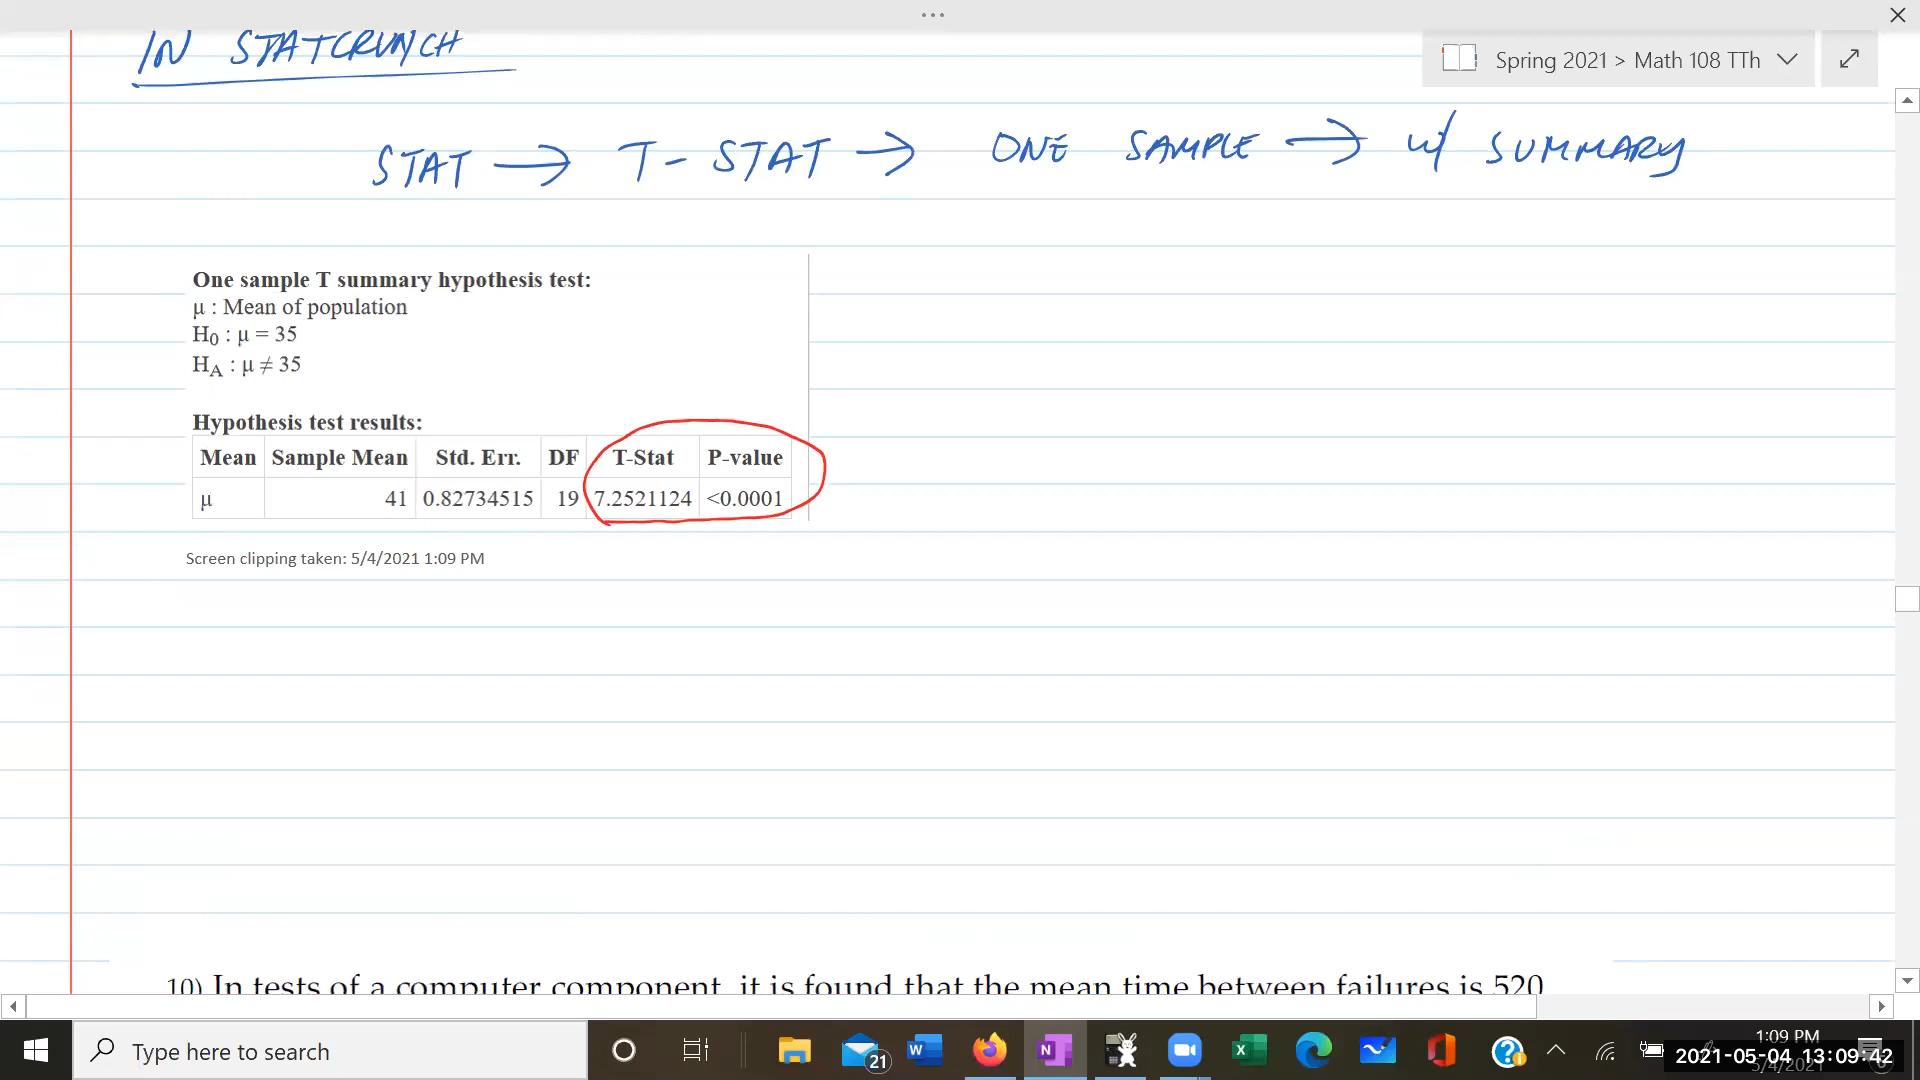 IN STATCRUNCH
Spring 2021 > Math 108 TTh
STAT → T-STAT → ONE SAMPLE → w/ SUMMARY
One sample T summary hypothesis test:
μ : Mean of population
H0 : μ = 35
HA : μ ≠ 35
Hypothesis test results:
Mean Sample Mean Std. Err. DF T-Stat P-value
μ 41 0.82734515 19 7.2521124 <0.0001
Screen clipping taken: 5/4/2021 1:09 PM
10) In tests of a computer component, it is found that the mean time between failures is 520
Type here to search
21
1:09 PM
2021-05-04 13:09:42